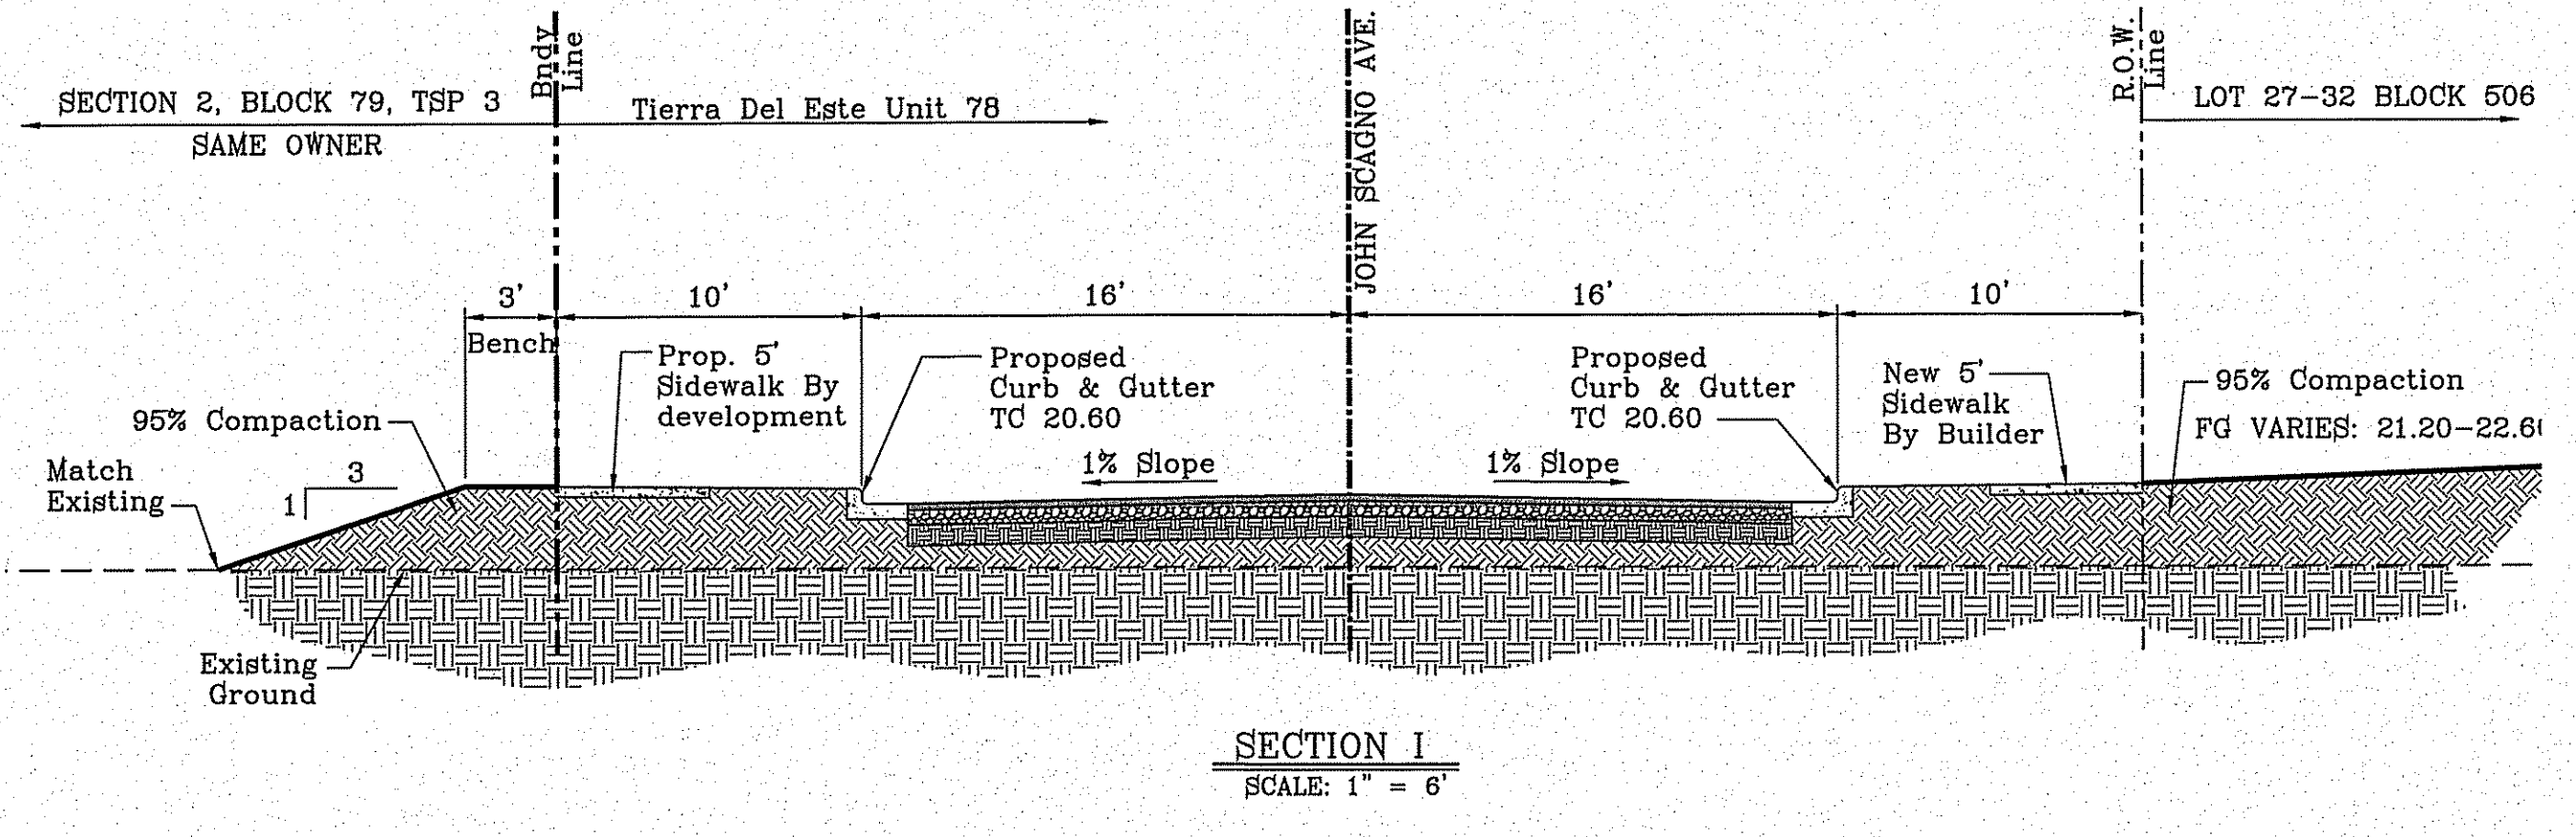 Bndy
Line
JOHN SCAGNO AVE.
R.O.W.
Line
SECTION 2, BLOCK 79, TSP 3
SAME OWNER
Tierra Del Este Unit 78
LOT 27-32 BLOCK 506
3'
10'
16'
16'
10'
Bench
Prop. 5'
Sidewalk By
development
Proposed
Curb & Gutter
TC 20.60
Proposed
Curb & Gutter
TC 20.60
New 5'
Sidewalk
By Builder
95% Compaction
FG VARIES: 21.20-22.6
95% Compaction
1% Slope
1% Slope
Match
Existing
3
1
Existing
Ground
SECTION I
SCALE: 1" = 6'